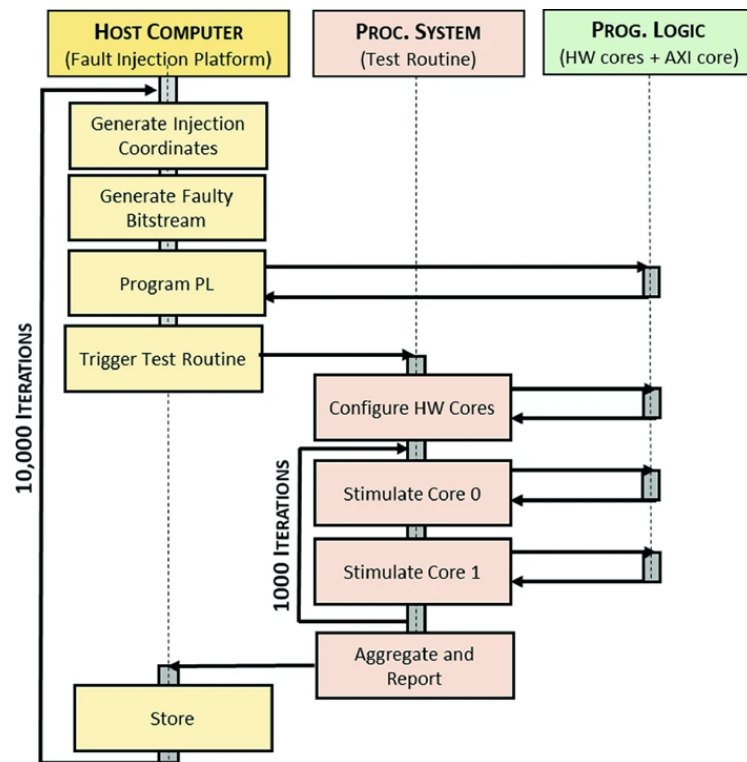 HOST COMPUTER
(Fault Injection Platform)
PROC. SYSTEM
(Test Routine)
PROG. LOGIC
(HW cores + AXI core)
Generate Injection
Coordinates
Generate Faulty
Bitstream
Program PL
Trigger Test Routine
Configure HW Cores
Stimulate Core 0
Stimulate Core 1
Aggregate and
Report
Store
10,000 ITERATIONS
1000 ITERATIONS